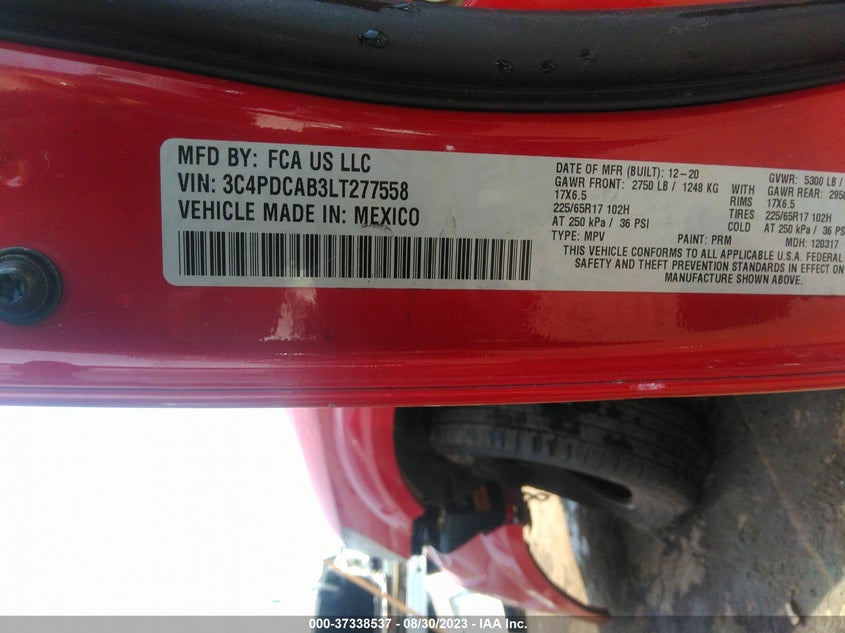 MFD BY: FCA US LLC
VIN: 3C4PDCAB3LT277558
VEHICLE MADE IN: MEXICO
DATE OF MFR (BUILT): 12-20 GVWR: 5300 LB /
GAWR FRONT: 2750 LB / 1248 KG WITH GAWR REAR: 2950
17X6.5 RIMS 17X6.5
225/65R17 102H TIRES 225/65R17 102H
AT 250 kPa / 36 PSI COLD AT 250 kPa / 36 PSI
TYPE: MPV PAINT: PRM MDH: 120317
THIS VEHICLE CONFORMS TO ALL APPLICABLE U.S.A. FEDERAL
SAFETY AND THEFT PREVENTION STANDARDS IN EFFECT ON
MANUFACTURE SHOWN ABOVE.
000-37338537 - 08/30/2023 - IAA Inc.